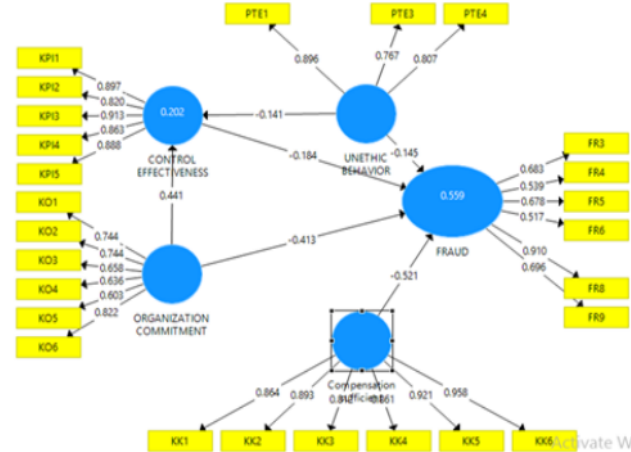 PTE1
PTE3
PTE4
0.896
0.767
0.807
KPI1
KPI2
KPI3
KPI4
KPI5
0.897
0.820
0.913
0.863
0.888
0.202
CONTROL
EFFECTIVENESS
-0.141
UNETHIC
BEHAVIOR
-0.184
-0.145
0.441
0.559
FRAUD
FR3
FR4
FR5
FR6
FR8
FR9
0.683
0.539
0.678
0.517
0.910
0.696
KO1
KO2
KO3
KO4
KO5
KO6
0.744
0.744
0.658
0.636
0.603
0.822
ORGANIZATION
COMMITMENT
-0.413
-0.521
Compensation
0.864
0.893
0.861
0.921
0.958
KK1
KK2
KK3
KK4
KK5
KK6
Activate W